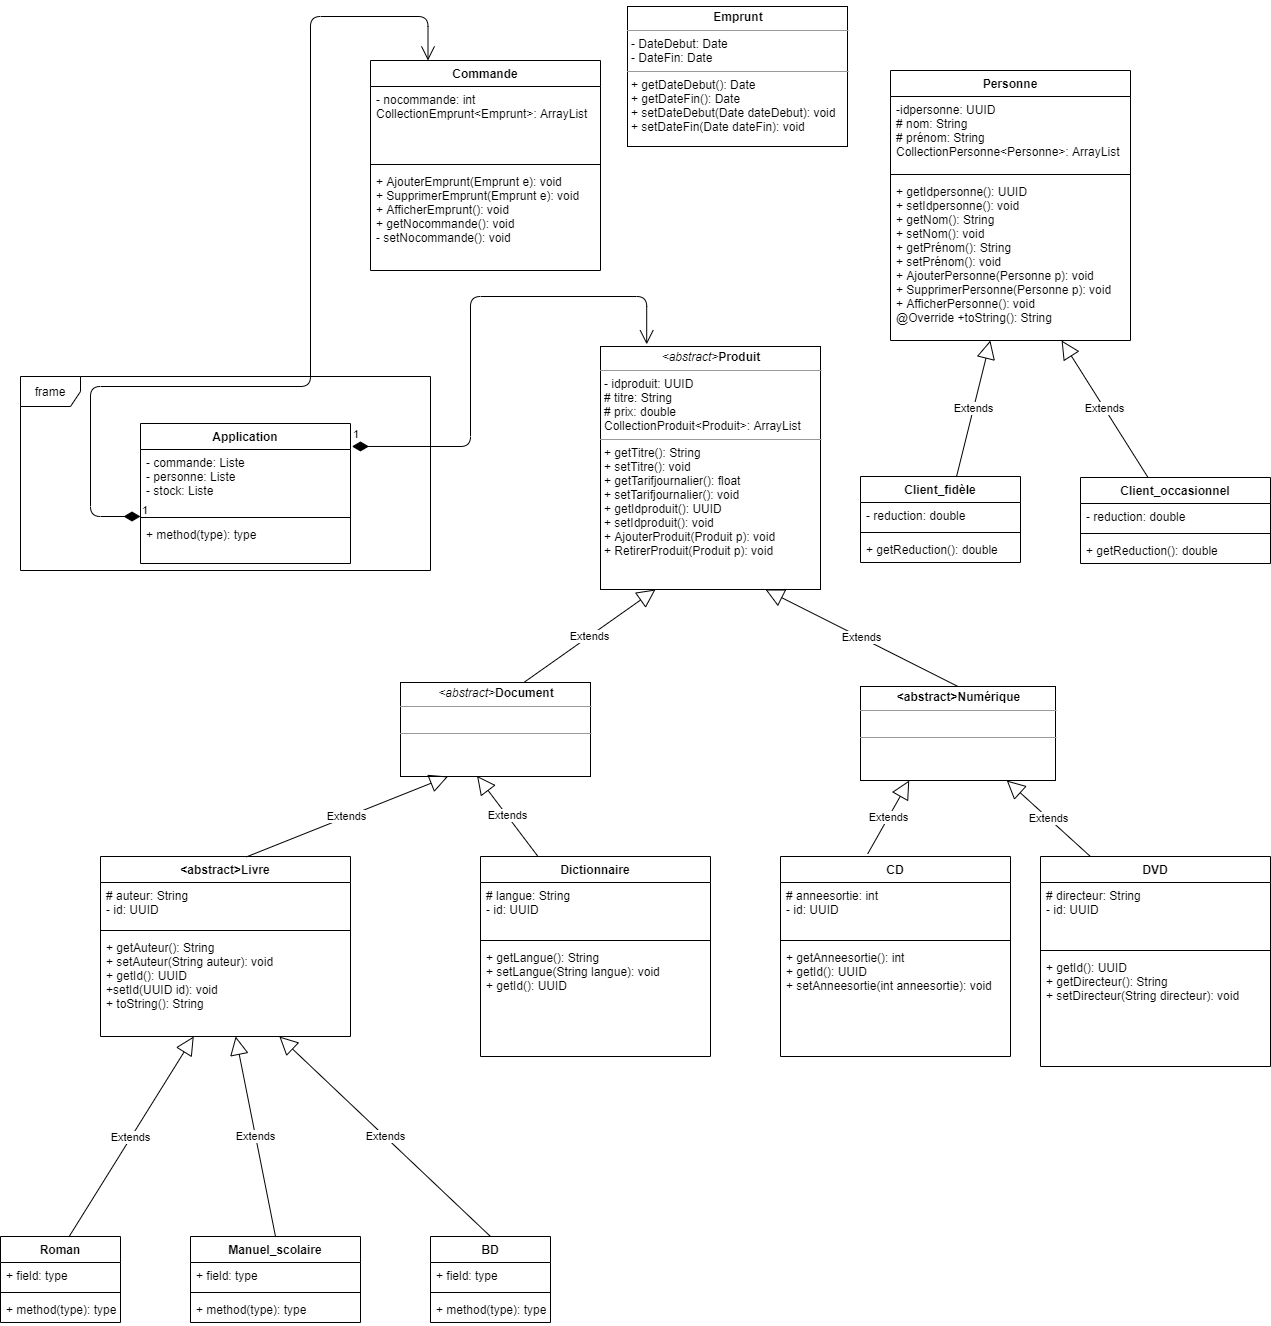 Emprunt
- DateDebut: Date
- DateFin: Date
+ getDateDebut(): Date
+ getDateFin(): Date
+ setDateDebut(Date dateDebut): void
+ setDateFin(Date dateFin): void
Commande
- nocommande: int
CollectionEmprunt<Emprunt>: ArrayList
+ AjouterEmprunt(Emprunt e): void
+ SupprimerEmprunt(Emprunt e): void
+ AfficherEmprunt(): void
+ getNocommande(): void
- setNocommande(): void
Personne
-idpersonne: UUID
# nom: String
# prénom: String
CollectionPersonne<Personne>: ArrayList
+ getIdpersonne(): UUID
+ setIdpersonne(): void
+ getNom(): String
+ setNom(): void
+ getPrénom(): String
+ setPrénom(): void
+ AjouterPersonne(Personne p): void
+ SupprimerPersonne(Personne p): void
+ AfficherPersonne(): void
@Override +toString(): String
frame
Application
- commande: Liste
- personne: Liste
- stock: Liste
+ method(type): type
1
1
<abstract>Produit
- idproduit: UUID
# titre: String
# prix: double
CollectionProduit<Produit>: ArrayList
+ getTitre(): String
+ setTitre(): void
+ getTarifjournalier(): float
+ setTarifjournalier(): void
+ getIdproduit(): UUID
+ setIdproduit(): void
+ AjouterProduit(Produit p): void
+ RetirerProduit(Produit p): void
Extends
Extends
Client_fidèle
- reduction: double
+ getReduction(): double
Client_occasionnel
- reduction: double
+ getReduction(): double
Extends
Extends
<abstract>Document
<abstract>Numérique
Extends
Extends
Extends
Extends
<abstract>Livre
# auteur: String
- id: UUID
+ getAuteur(): String
+ setAuteur(String auteur): void
+ getId(): UUID
+setId(UUID id): void
+ toString(): String
Dictionnaire
# langue: String
- id: UUID
+ getLangue(): String
+ setLangue(String langue): void
+ getId(): UUID
CD
# anneesortie: int
- id: UUID
+ getAnneesortie(): int
+ getId(): UUID
+ setAnneesortie(int anneesortie): void
DVD
# directeur: String
- id: UUID
+ getId(): UUID
+ getDirecteur(): String
+ setDirecteur(String directeur): void
Extends
Extends
Extends
Roman
+ field: type
+ method(type): type
Manuel_scolaire
+ field: type
+ method(type): type
BD
+ field: type
+ method(type): type